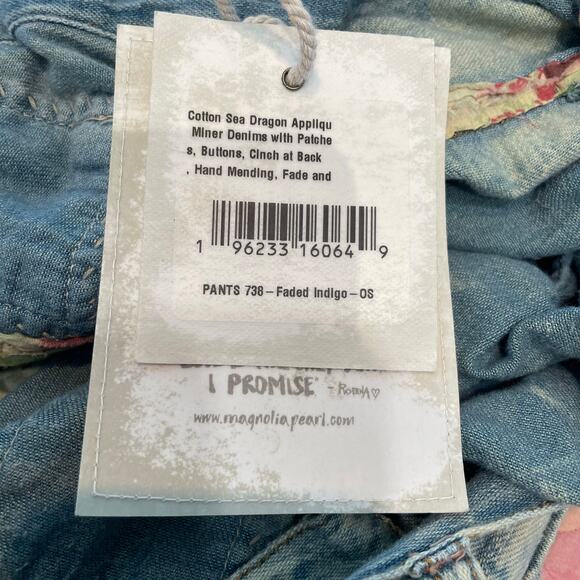 Cotton Sea Dragon Appliqu
Miner Denims with Patche
s, Buttons, Cinch at Back
, Hand Mending, Fade and
1 96233 16064 9
PANTS 738-Faded Indigo-OS
I PROMISE - ROBIN♡
www.magnoliapearl.com